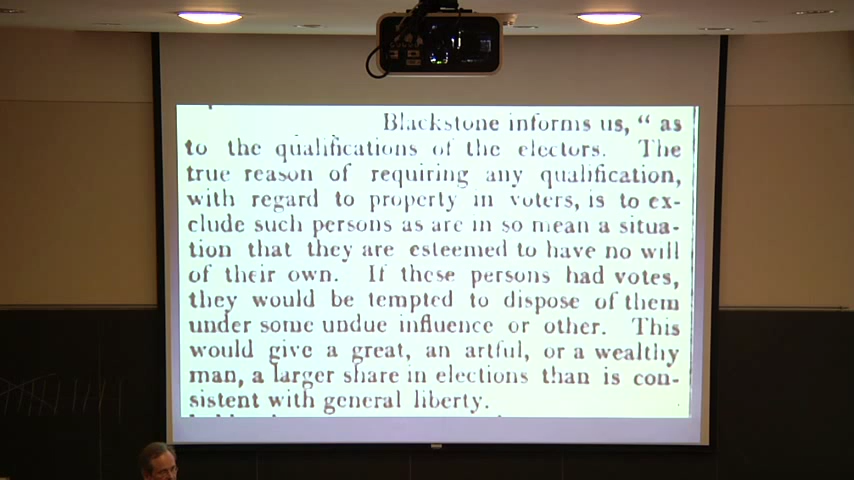 Blackstone informs us, “ as
to the qualifications of the electors. The
true reason of requiring any qualification,
with regard to property in voters, is to ex-
clude such persons as are in so mean a situa-
tion that they are esteemed to have no will
of their own. If these persons had votes,
they would be tempted to dispose of them
under some undue influence or other. This
would give a great, an artful, or a wealthy
man, a larger share in elections than is con-
sistent with general liberty.